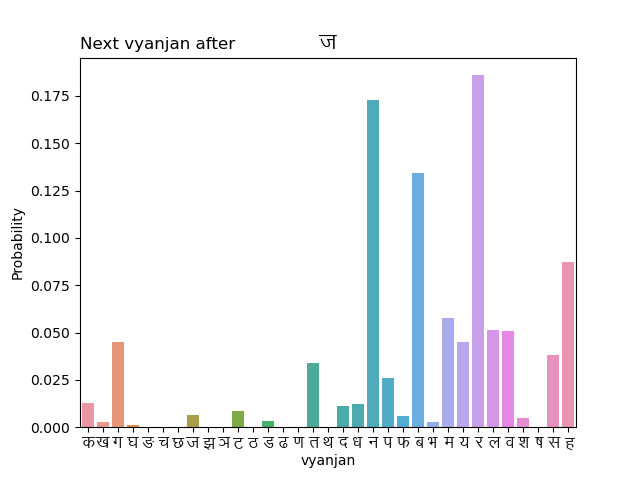 Next vyanjan after ज
0.175
0.150
0.125
0.100
0.075
0.050
0.025
0.000
Probability
क ख ग घ ङ च छ ज झ ञ ट ठ ड ढ ण त थ द ध न प फ ब भ म य र ल व श ष स ह
vyanjan